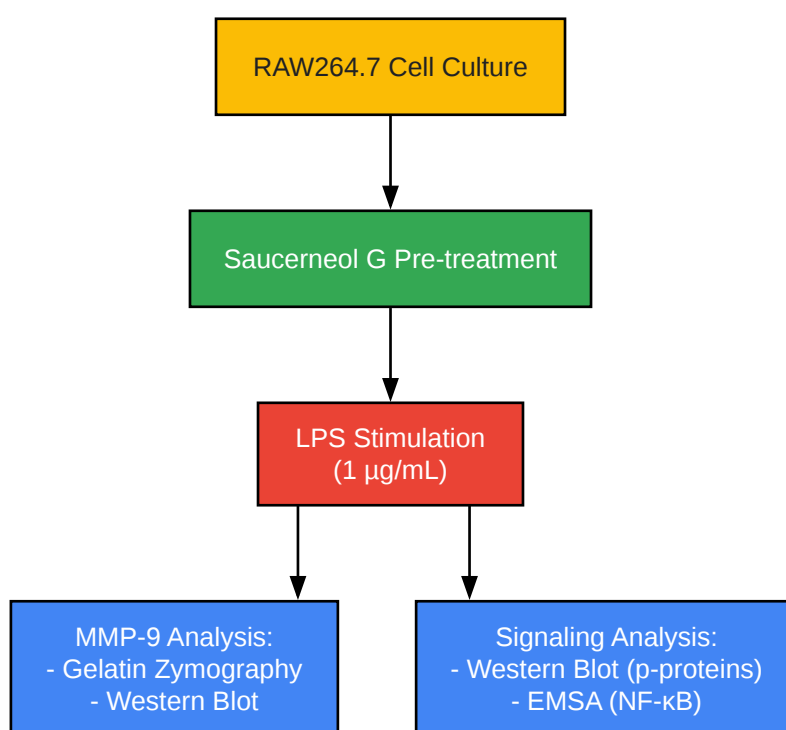 RAW264.7 Cell Culture
Saucerneol G Pre-treatment
LPS Stimulation
(1 µg/mL)
MMP-9 Analysis:
- Gelatin Zymography
- Western Blot
Signaling Analysis:
- Western Blot (p-proteins)
- EMSA (NF-κB)